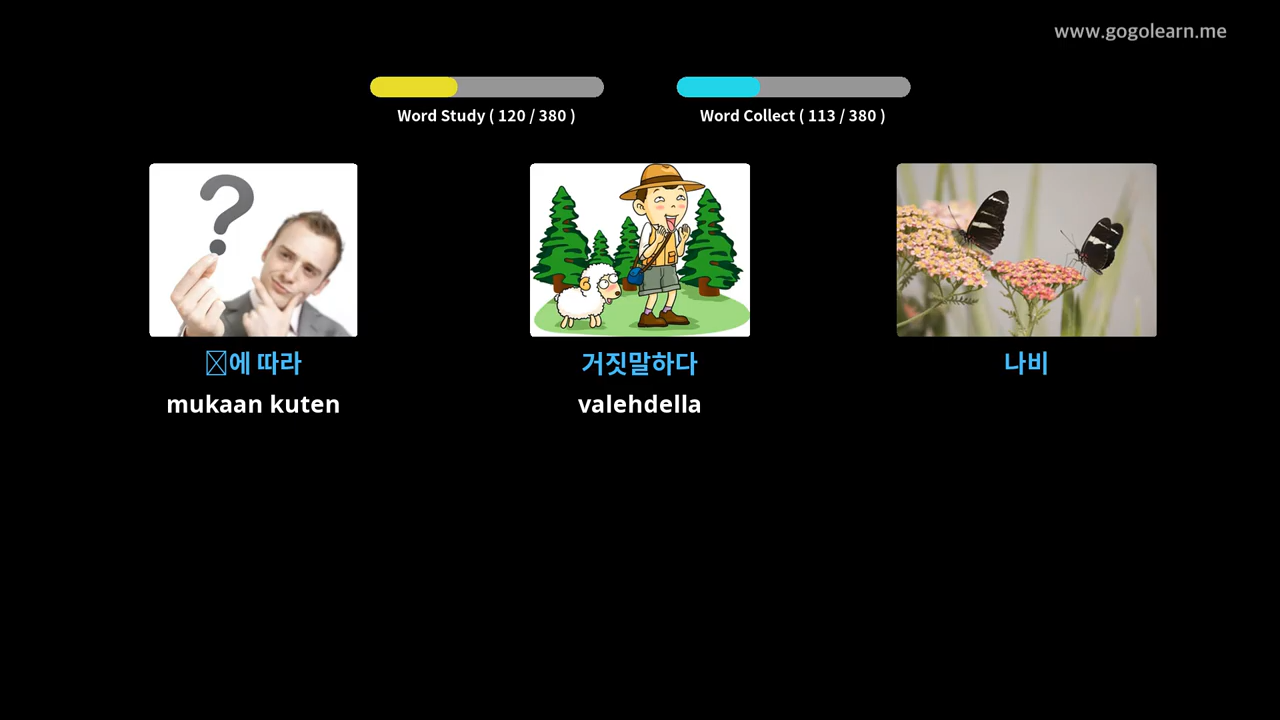 www.gogolearn.me
Word Study ( 120 / 380 )
Word Collect ( 113 / 380 )
에 따라
거짓말하다
나비
mukaan kuten
valehdella